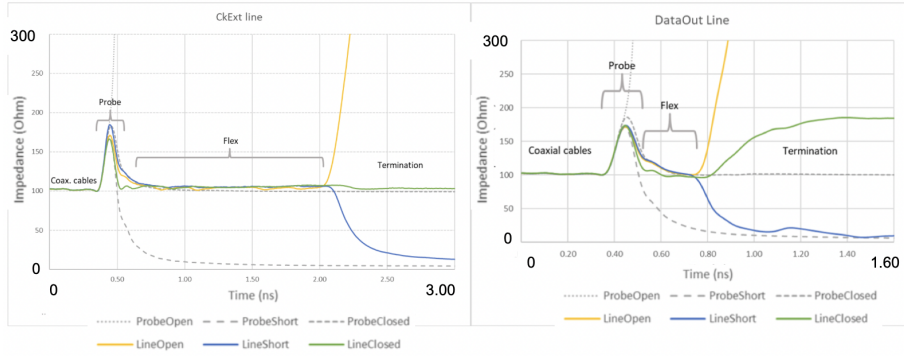 CkExt line
300
250
200
150
100
50
0
Impedance (Ohm)
Probe
Flex
Coax. cables
Termination
0
0.50
1.00
1.50
2.00
2.50
3.00
Time (ns)
ProbeOpen ProbeShort ProbeClosed
LineOpen LineShort LineClosed
DataOut Line
300
250
200
150
100
50
0
Impedance (Ohm)
Probe
Flex
Coaxial cables
Termination
0
0.20
0.40
0.60
0.80
1.00
1.20
1.40
1.60
Time (ns)
ProbeOpen ProbeShort ProbeClosed
LineOpen LineShort LineClosed